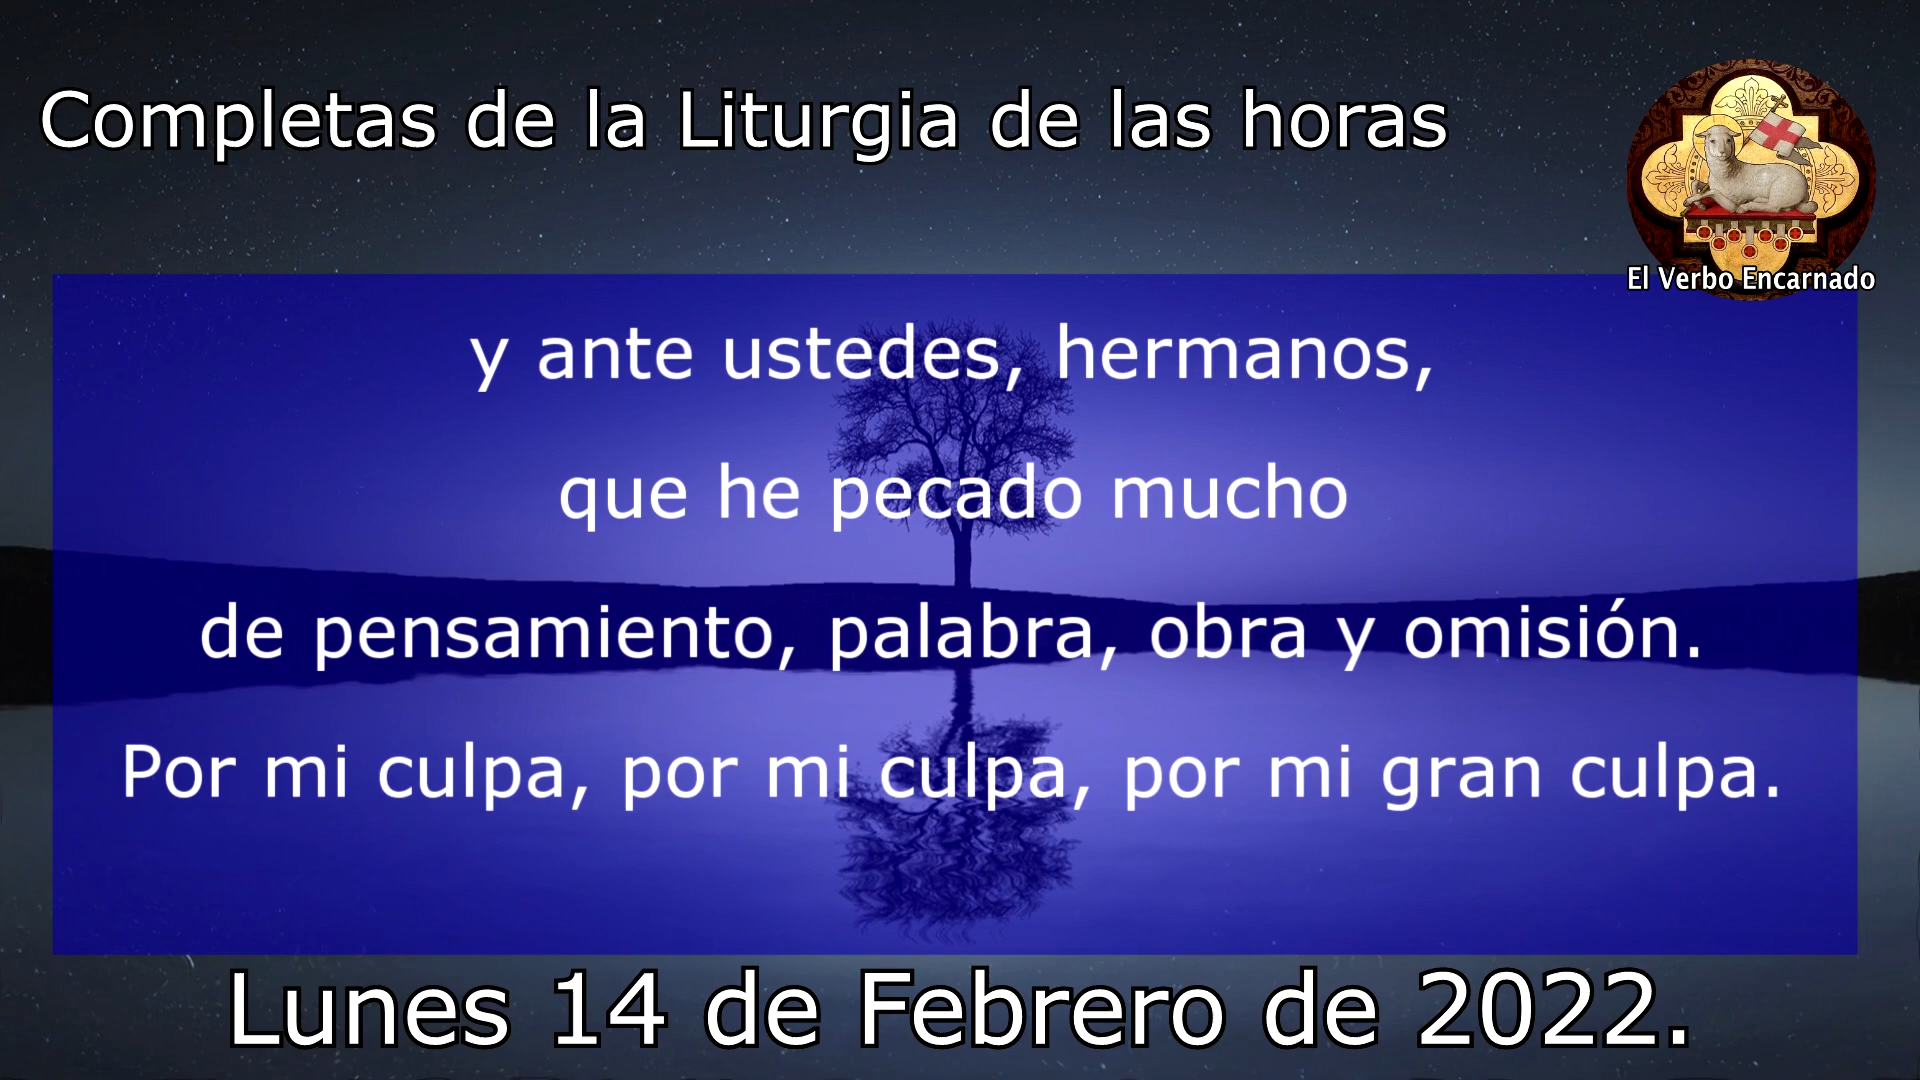 Completas de la Liturgia de las horas
El Verbo Encarnado
y ante ustedes, hermanos,
que he pecado mucho
de pensamiento, palabra, obra y omisión.
Por mi culpa, por mi culpa, por mi gran culpa.
Lunes 14 de Febrero de 2022.